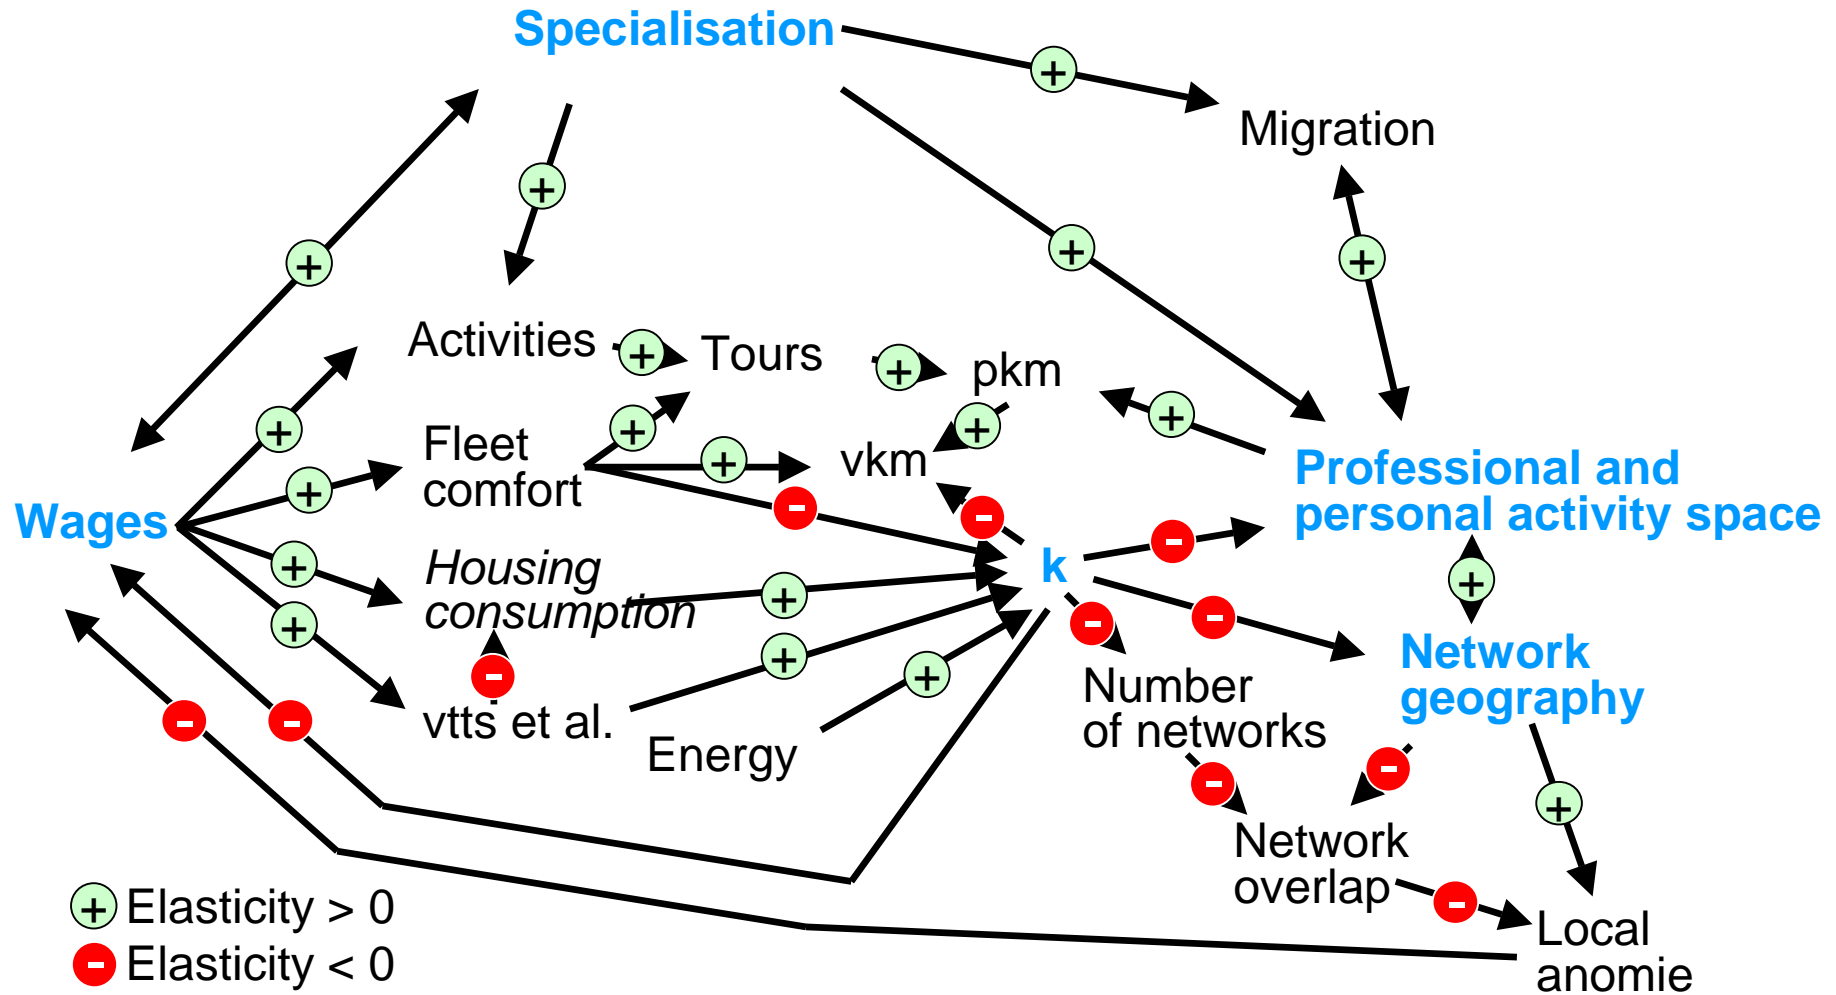 Specialisation
+
Migration
+
+
+
+
Activities
+
Tours
+
pkm
+
+
+
+
Fleet
comfort
+
+
vkm
Professional and
personal activity space
Wages
-
-
-
k
+
Housing
consumption
+
+
+
-
-
Network
geography
-
+
+
Number
of networks
vtts et al.
Energy
-
-
-
-
+
Network
overlap
-
Local
anomie
+ Elasticity > 0
- Elasticity < 0